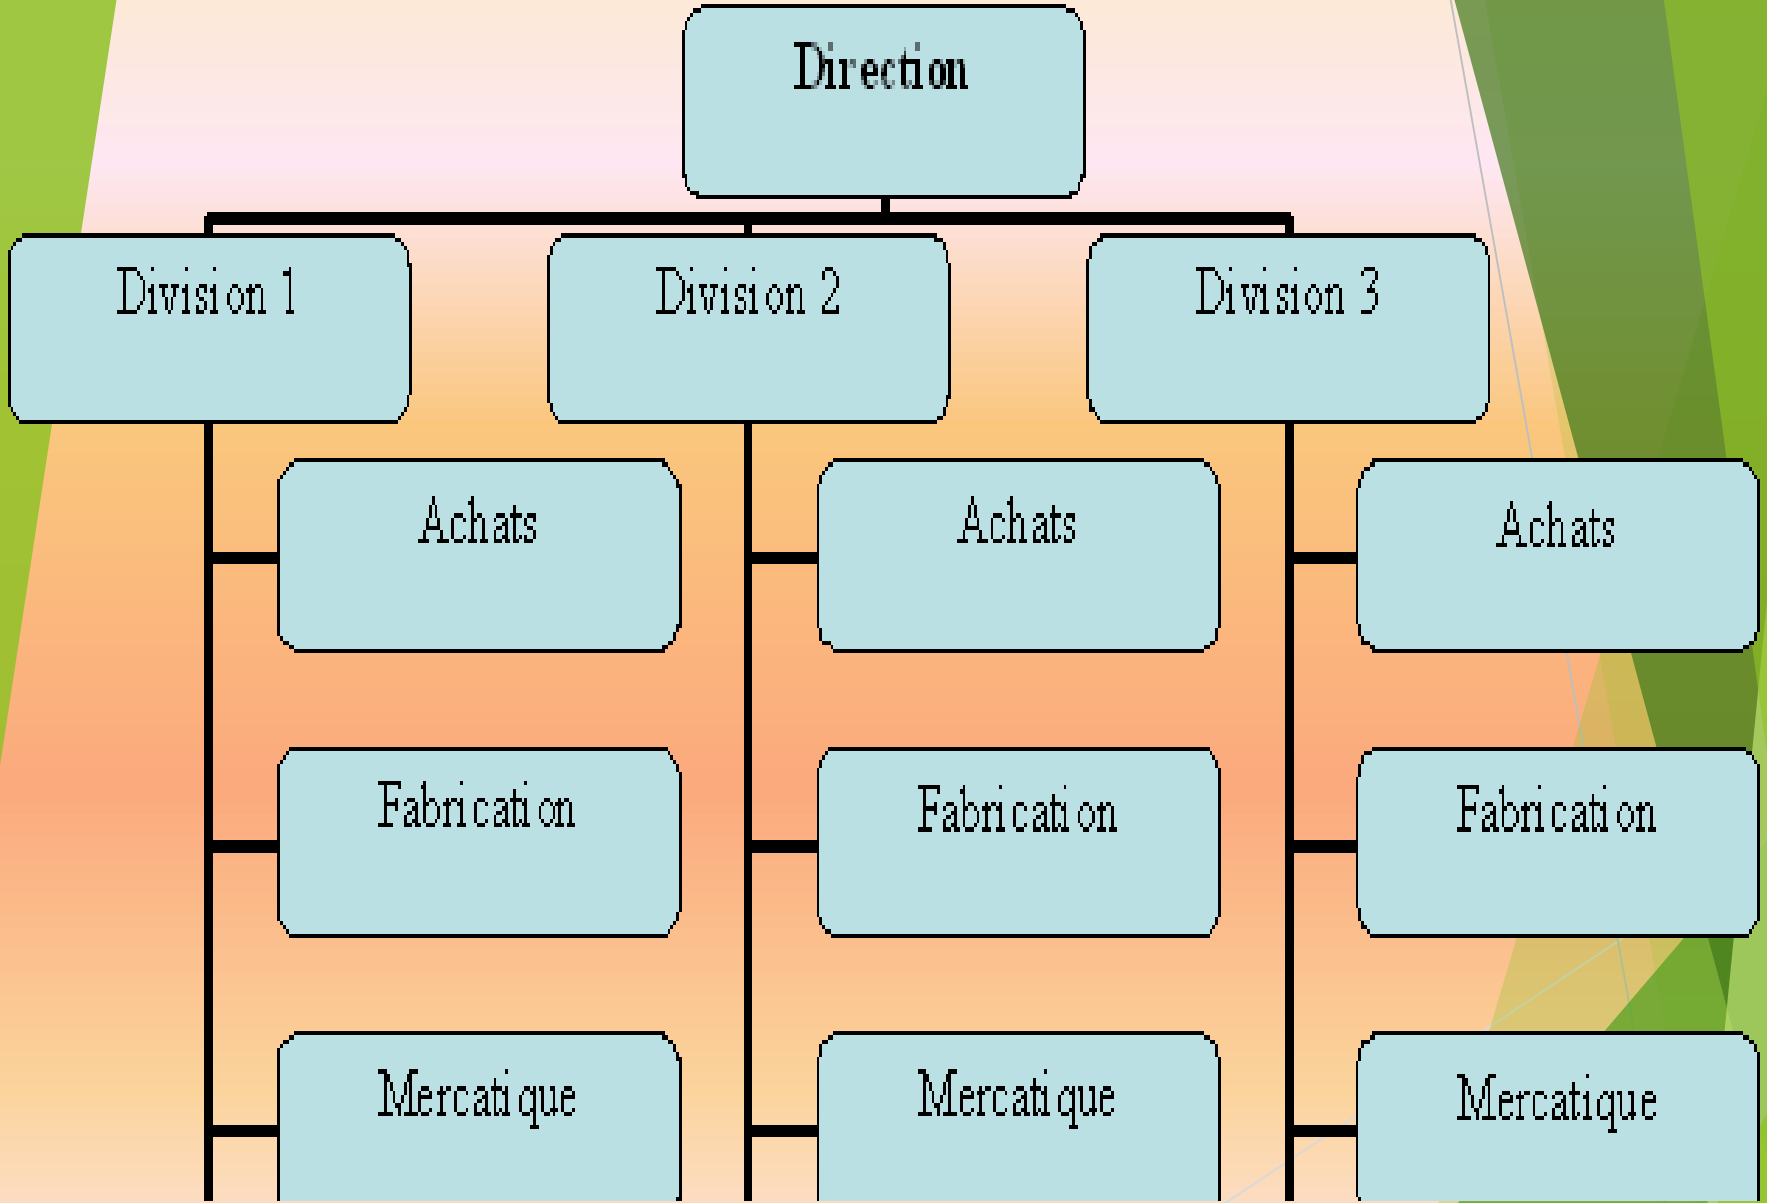 Direction
Division 1
Division 2
Division 3
Achats
Achats
Achats
Fabrication
Fabrication
Fabrication
Mercatique
Mercatique
Mercatique